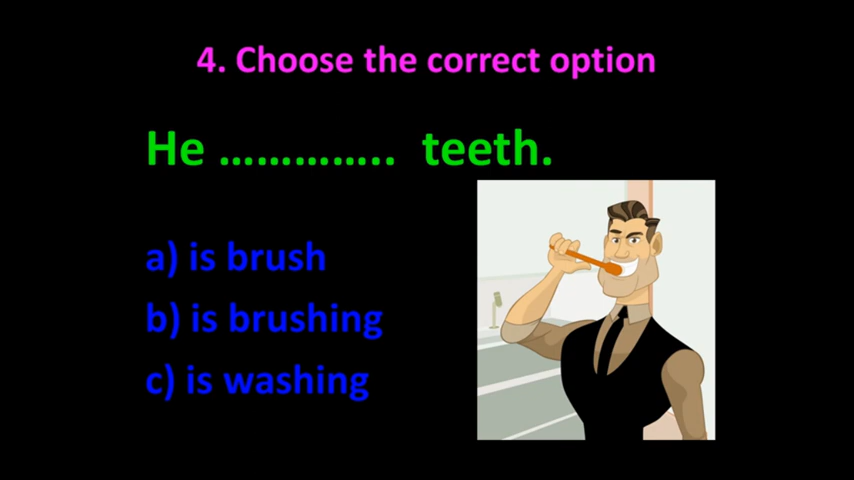 4. Choose the correct option
He ………….. teeth.
a) is brush
b) is brushing
c) is washing